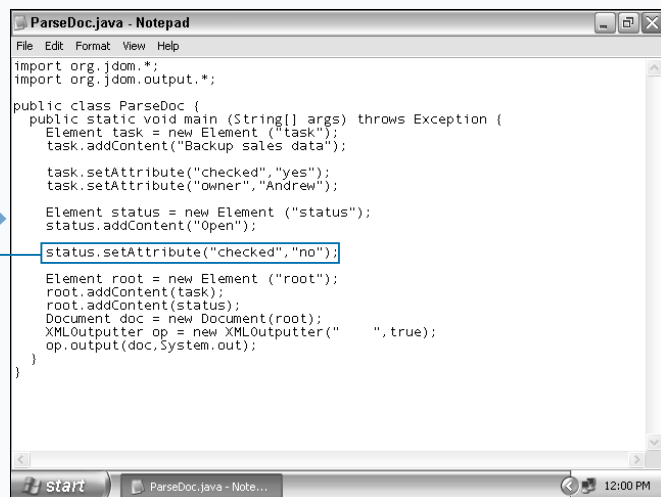 ParseDoc.java - Notepad
File Edit Format View Help
import org.jdom.*;
import org.jdom.output.*;
public class ParseDoc {
public static void main (String[] args) throws Exception {
Element task = new Element ("task");
task.addContent("Backup sales data");
task.setAttribute("checked","yes");
task.setAttribute("owner","Andrew");
Element status = new Element ("status");
status.addContent("Open");
status.setAttribute("checked","no");
Element root = new Element ("root");
root.addContent(task);
root.addContent(status);
Document doc = new Document(root);
XMLOutputter op = new XMLOutputter("    ",true);
op.output(doc,System.out);
}
}
start ParseDoc.java - Note... 12:00 PM